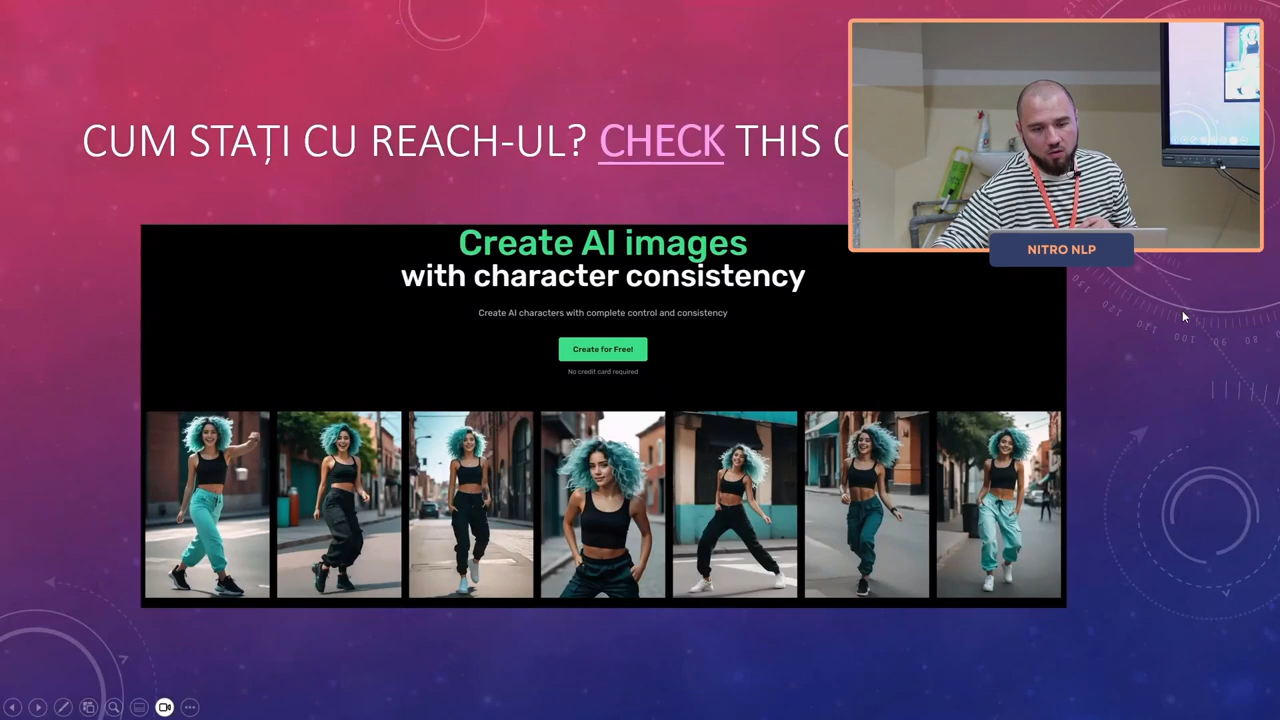 CUM STAȚI CU REACH-UL? CHECK THIS
NITRO NLP
Create AI images
with character consistency
Create AI characters with complete control and consistency
Create for Free!
No credit card required